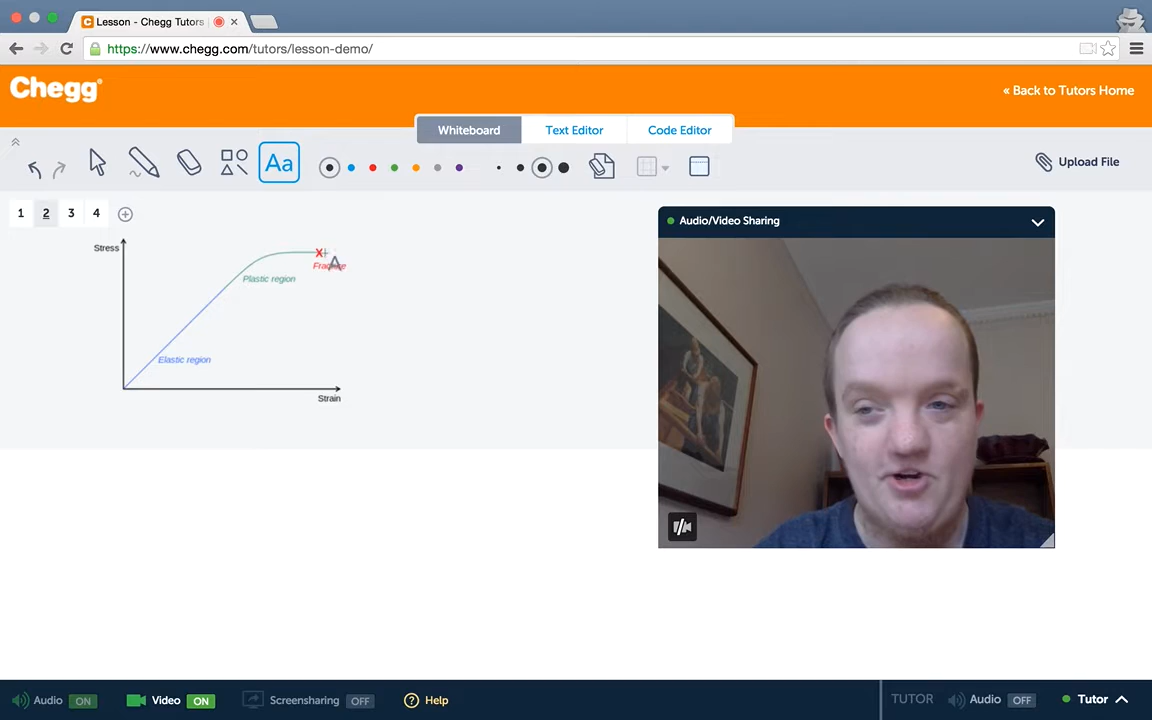 Lesson - Chegg Tutors
https://www.chegg.com/tutors/lesson-demo/
Chegg
« Back to Tutors Home
Whiteboard
Text Editor
Code Editor
Aa
Upload File
1 2 3 4
Audio/Video Sharing
Stress
X
Fracture
Plastic region
Elastic region
Strain
Audio ON
Video ON
Screensharing OFF
? Help
TUTOR
Audio OFF
Tutor